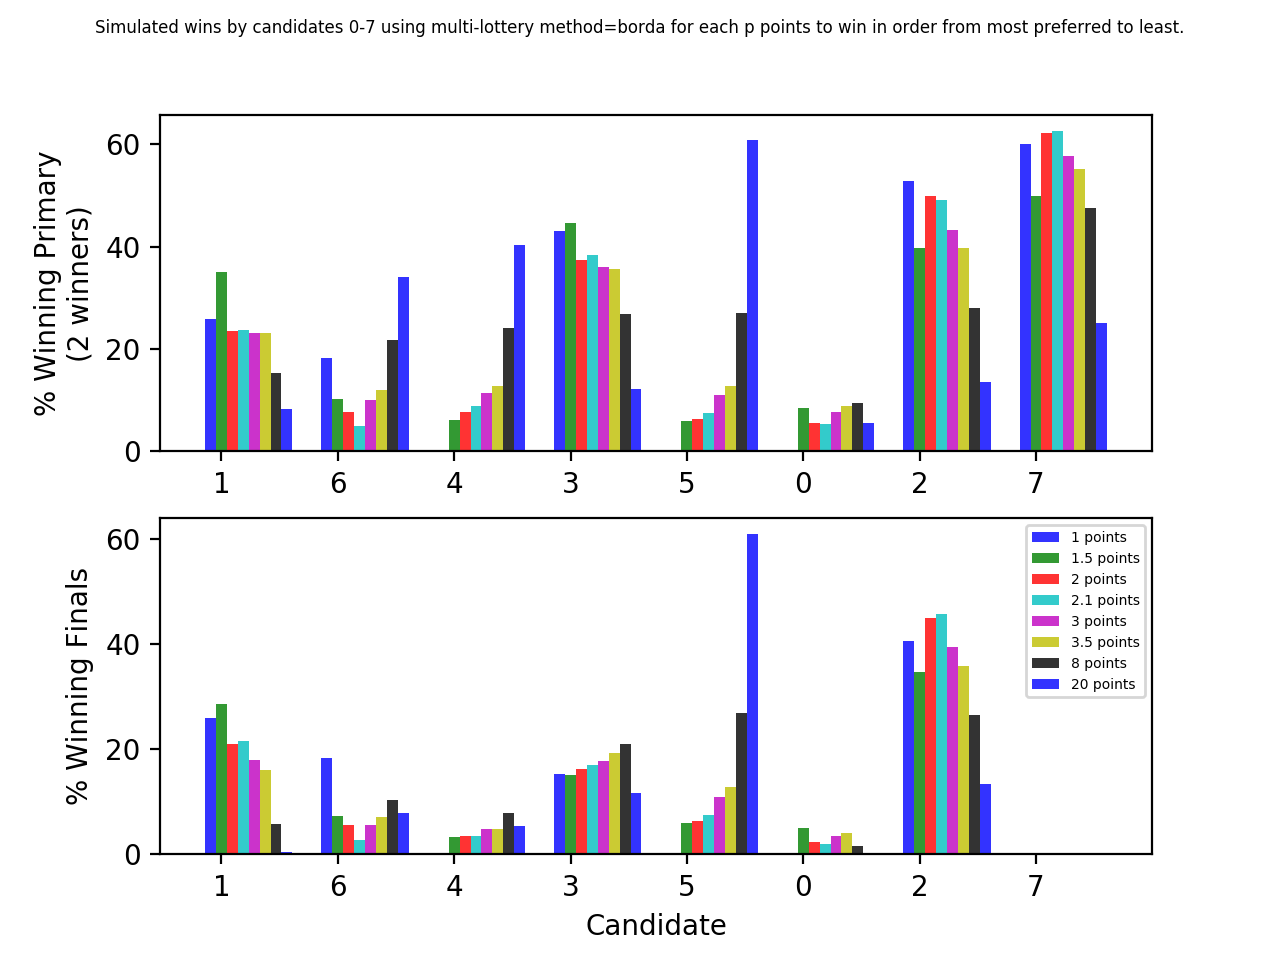 Simulated wins by candidates 0-7 using multi-lottery method=borda for each p points to win in order from most preferred to least.
% Winning Primary
(2 winners)
60
40
20
0
1 6 4 3 5 0 2 7
% Winning Finals
60
40
20
0
1 points
1.5 points
2 points
2.1 points
3 points
3.5 points
8 points
20 points
1 6 4 3 5 0 2 7
Candidate